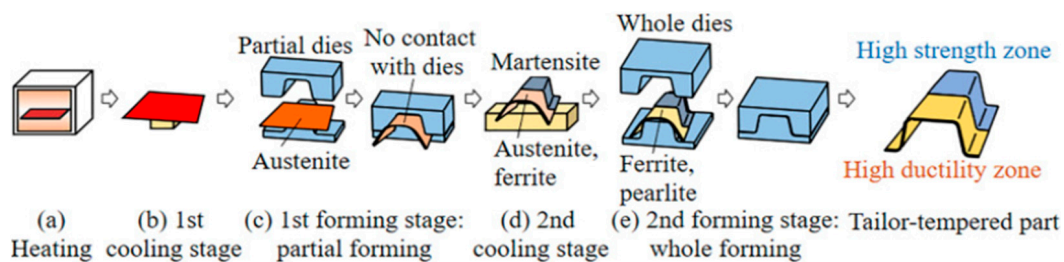 Partial dies
No contact
with dies
Austenite
Martensite
Austenite,
ferrite
Whole dies
Ferrite,
pearlite
High strength zone
High ductility zone
(a)
Heating
(b) 1st
cooling stage
(c) 1st forming stage:
partial forming
(d) 2nd
cooling stage
(e) 2nd forming stage:
whole forming
Tailor-tempered part